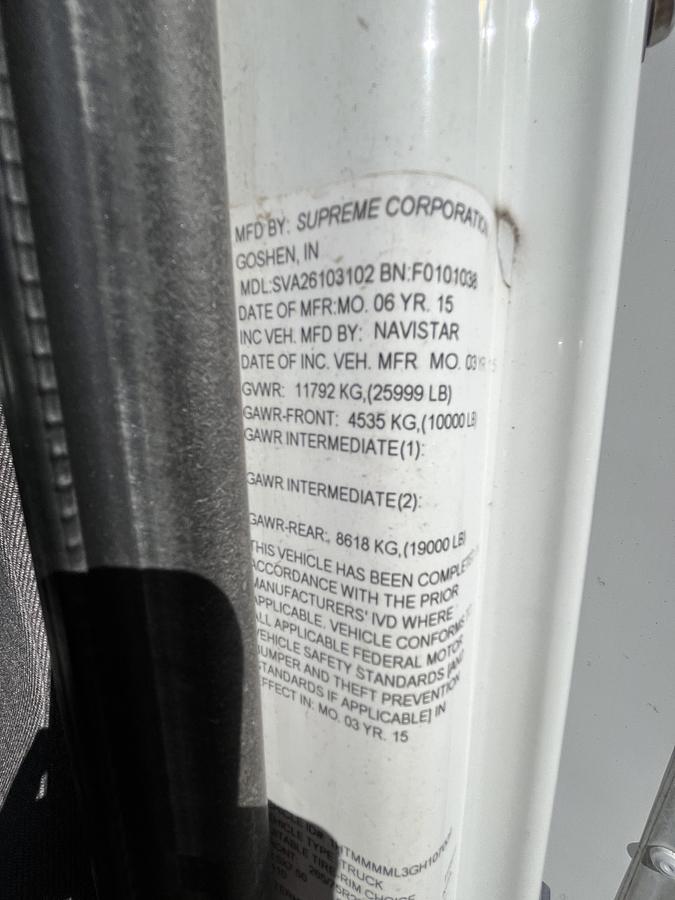 MFD BY: SUPREME CORPORATION
GOSHEN, IN
MDL:SVA26103102 BN:F0101038
DATE OF MFR:MO. 06 YR. 15
INC VEH. MFD BY: NAVISTAR
DATE OF INC. VEH. MFR MO. 03 YR 15
GVWR: 11792 KG,(25999 LB)
GAWR-FRONT: 4535 KG,(10000 LB)
GAWR INTERMEDIATE(1):
GAWR INTERMEDIATE(2):
GAWR-REAR:, 8618 KG,(19000 LB)
THIS VEHICLE HAS BEEN COMPLETED
ACCORDANCE WITH THE PRIOR
MANUFACTURERS' IVD WHERE
APPLICABLE. VEHICLE CONFORMS
ALL APPLICABLE FEDERAL MOTOR
VEHICLE SAFETY STANDARDS [AND
BUMPER AND THEFT PREVENTION
STANDARDS IF APPLICABLE] IN
EFFECT IN: MO. 03 YR. 15
TRUCK
RIM CHOICE